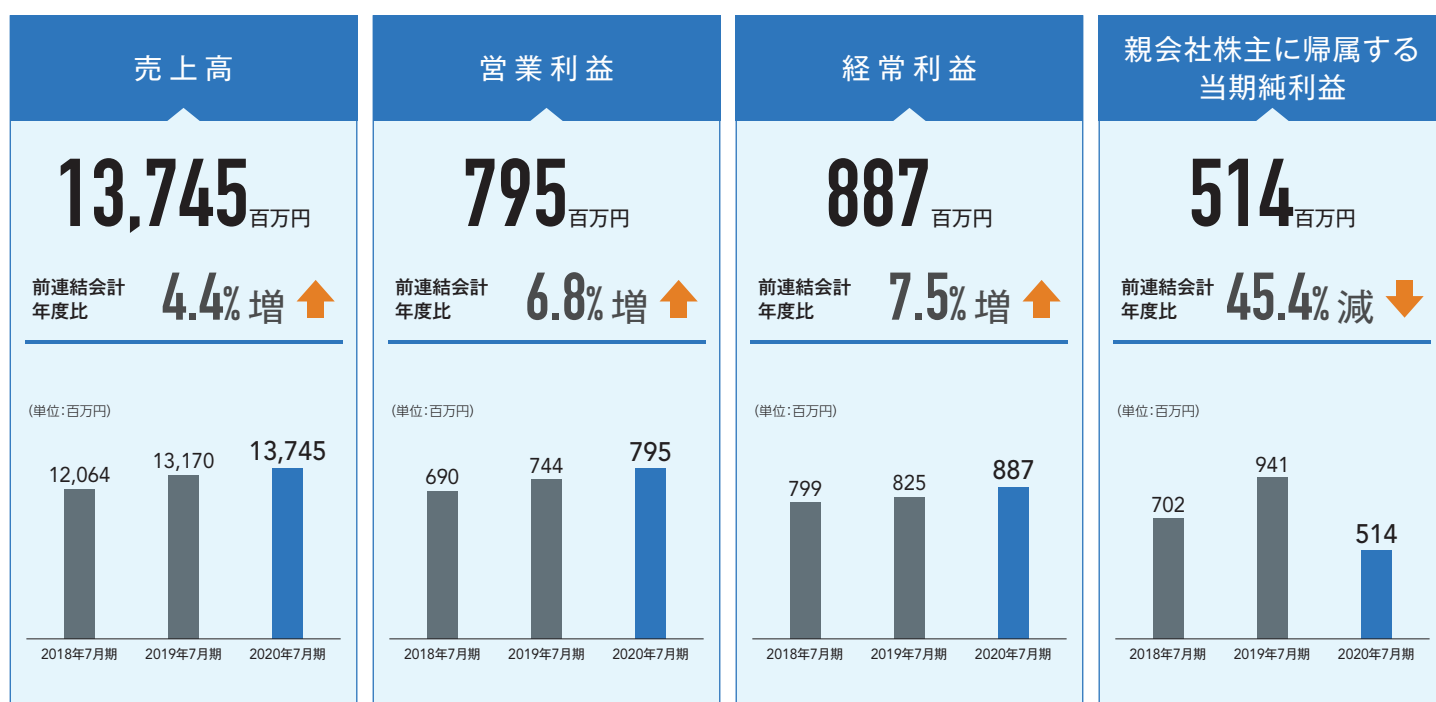 売上高
13,745百万円
前連結会計
年度比
4.4% 増
(単位:百万円)
12,064
13,170
13,745
2018年7月期
2019年7月期
2020年7月期
営業利益
795百万円
前連結会計
年度比
6.8% 増
(単位:百万円)
690
744
795
2018年7月期
2019年7月期
2020年7月期
経常利益
887百万円
前連結会計
年度比
7.5% 増
(単位:百万円)
799
825
887
2018年7月期
2019年7月期
2020年7月期
親会社株主に帰属する
当期純利益
514百万円
前連結会計
年度比
45.4% 減
(単位:百万円)
702
941
514
2018年7月期
2019年7月期
2020年7月期